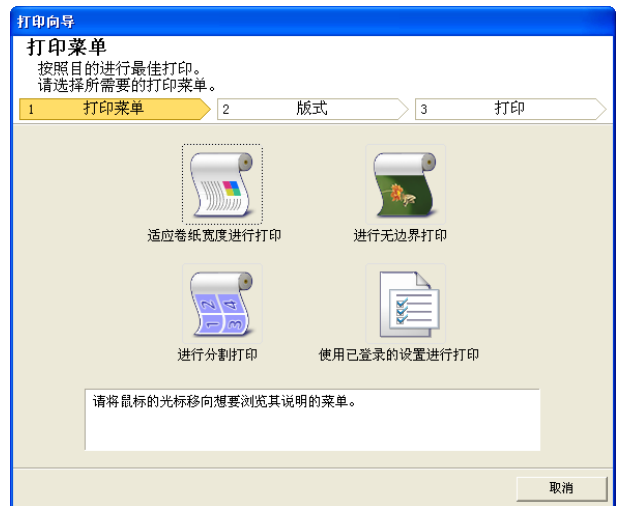 打印向导
打印菜单
按照目的进行最佳打印。
请选择所需要的打印菜单。
1 打印菜单 2 版式 3 打印
适应卷纸宽度进行打印 进行无边界打印
2 4
1 3
进行分割打印 使用已登录的设置进行打印
请将鼠标的光标移向想要浏览其说明的菜单。
取消